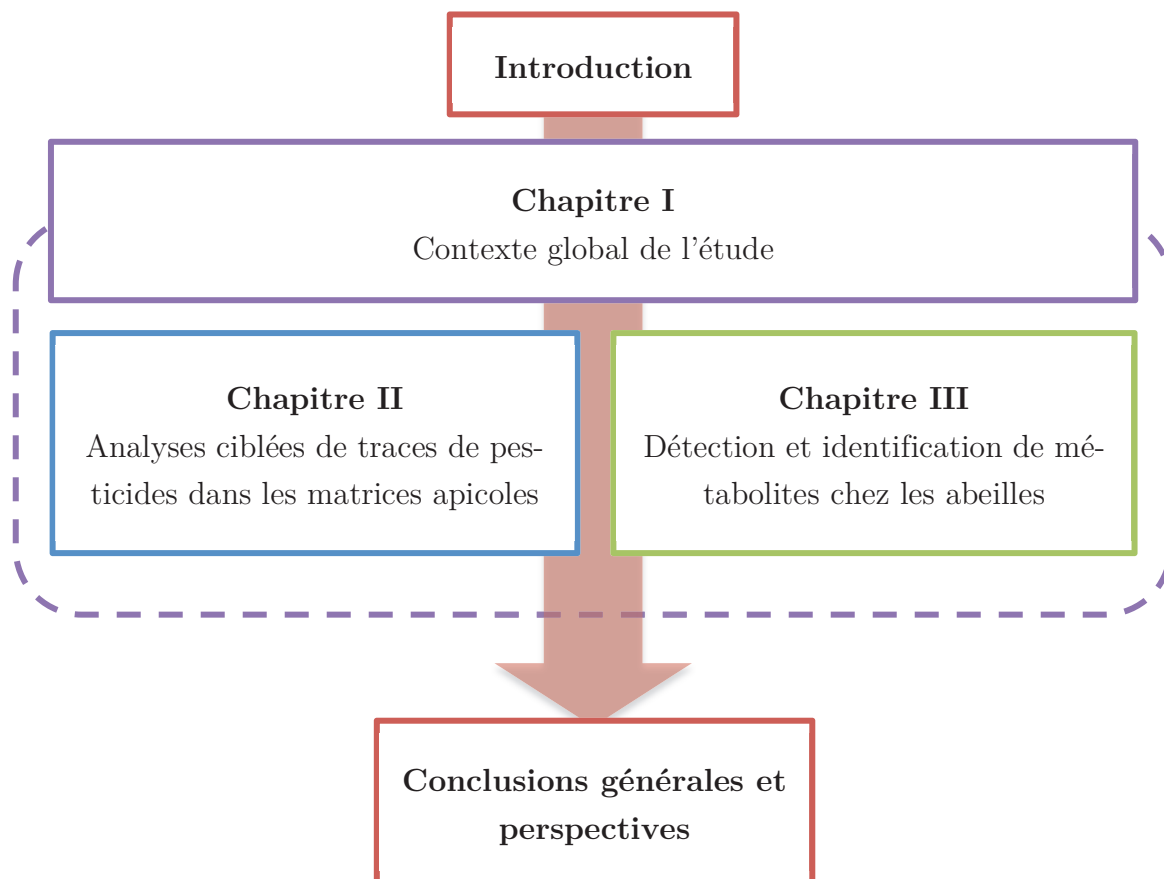 Introduction
Chapitre I
Contexte global de l'étude
Chapitre II
Analyses ciblées de traces de pes-
ticides dans les matrices apicoles
Chapitre III
Détection et identification de mé-
tabolites chez les abeilles
Conclusions générales et
perspectives